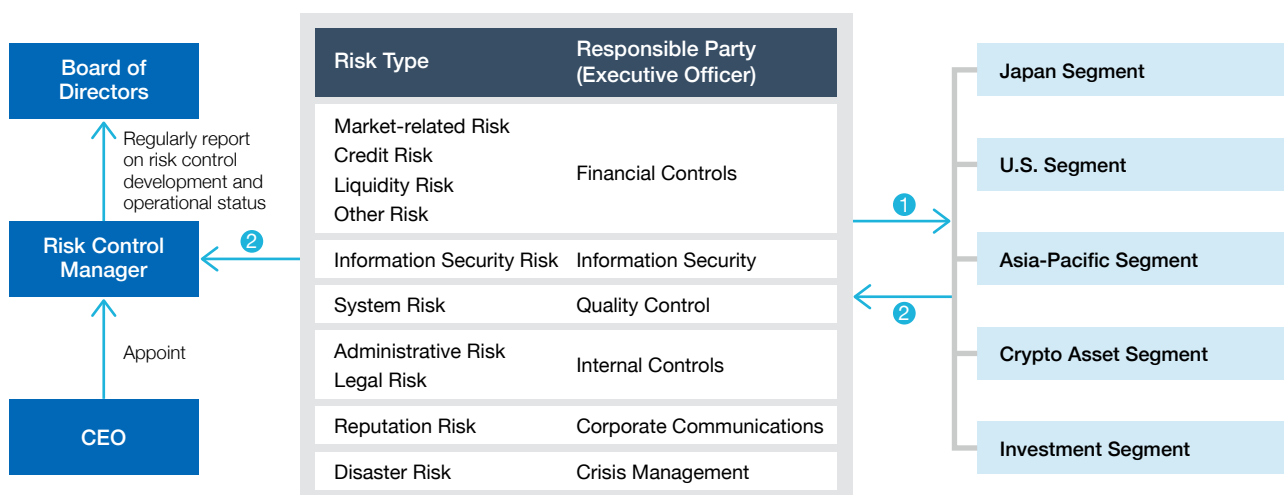 Board of
Directors
Regularly report
on risk control
development and
operational status
Risk Control
Manager
Appoint
CEO
2
Risk Type
Responsible Party
(Executive Officer)
Market-related Risk
Credit Risk
Liquidity Risk
Other Risk
Financial Controls
Information Security Risk
Information Security
System Risk
Quality Control
Administrative Risk
Legal Risk
Internal Controls
Reputation Risk
Corporate Communications
Disaster Risk
Crisis Management
1
2
Japan Segment
U.S. Segment
Asia-Pacific Segment
Crypto Asset Segment
Investment Segment